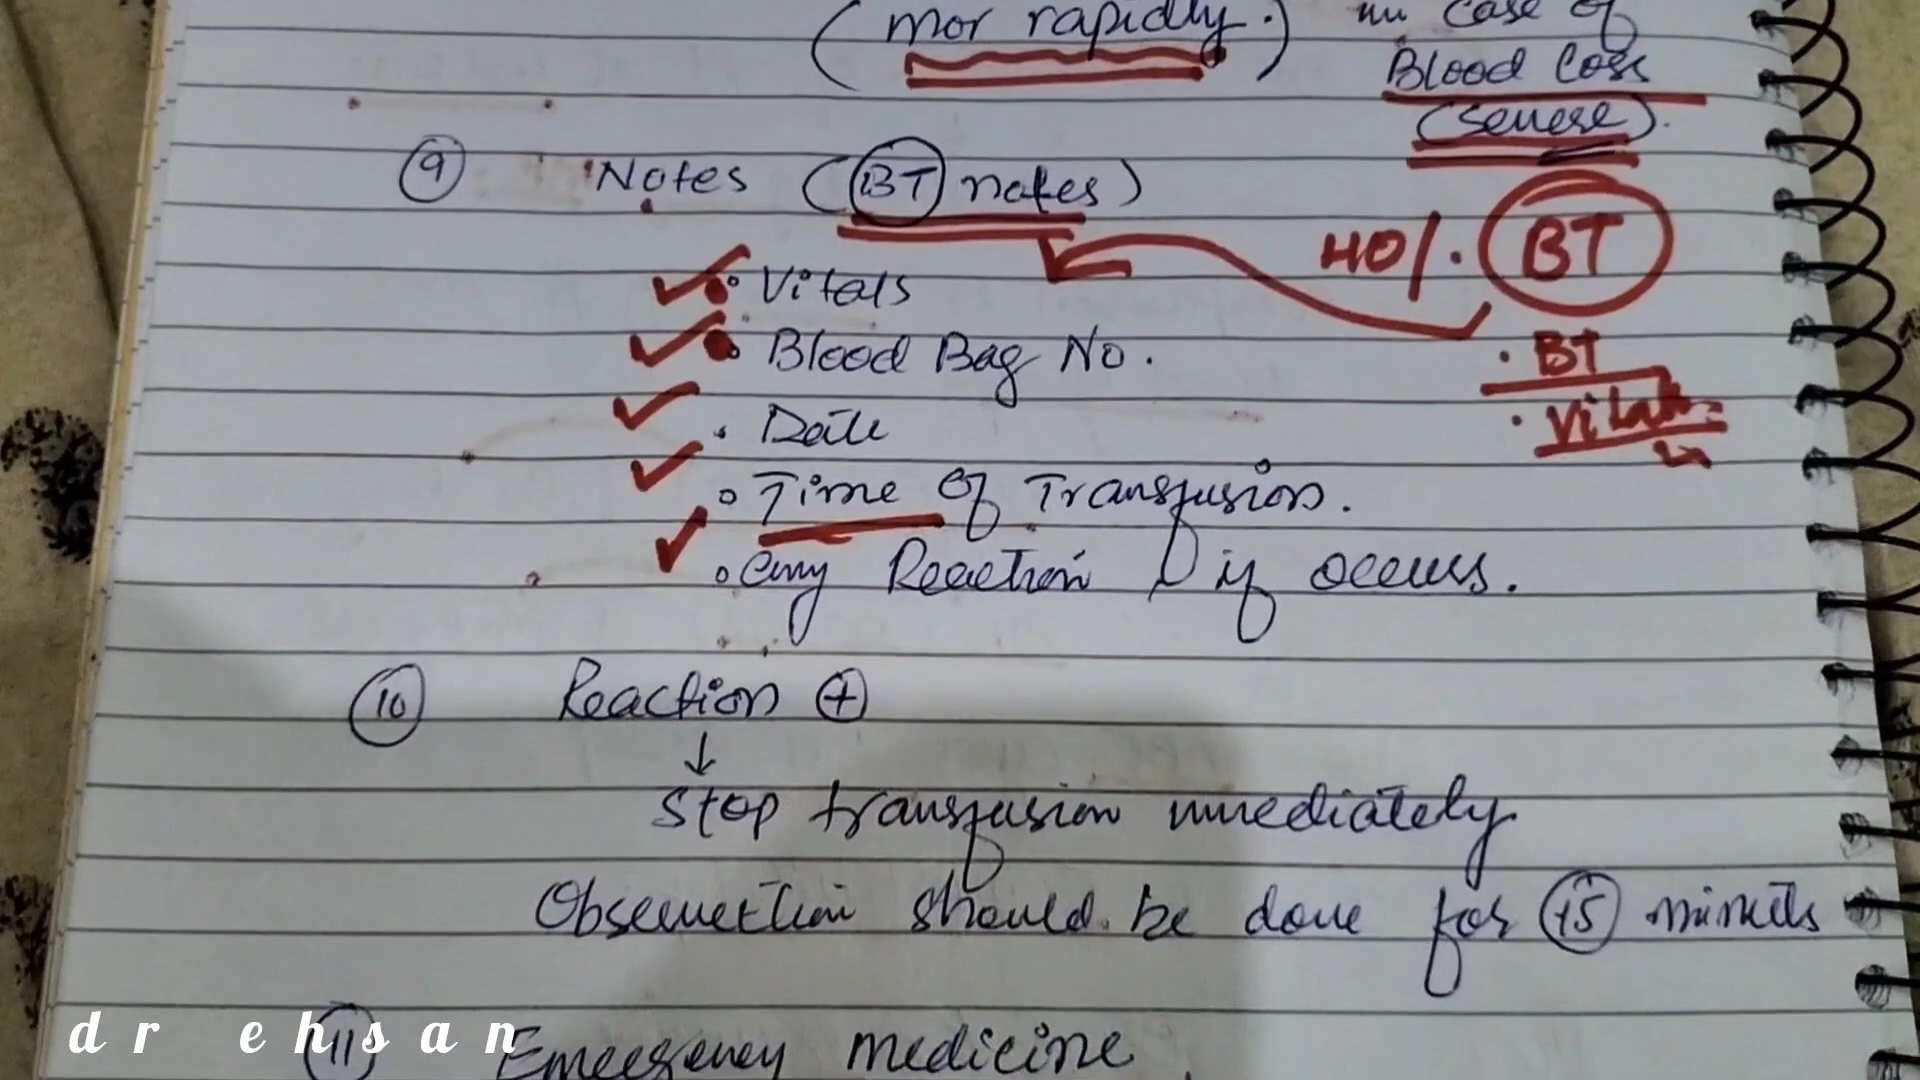 (mor rapidly.) in case of
Blood loss
(severe).
9 Notes (BT notes)
HO/. BT
• Vitals
• Blood Bag No.
• BT
• Date
• Vitals
• Time of Transfusion.
• any Reaction if occurs.
10 Reaction +
↓
Stop transfusion immediately
Observation should be done for 15 minutes
11 Emergency medicine
dr ehsan